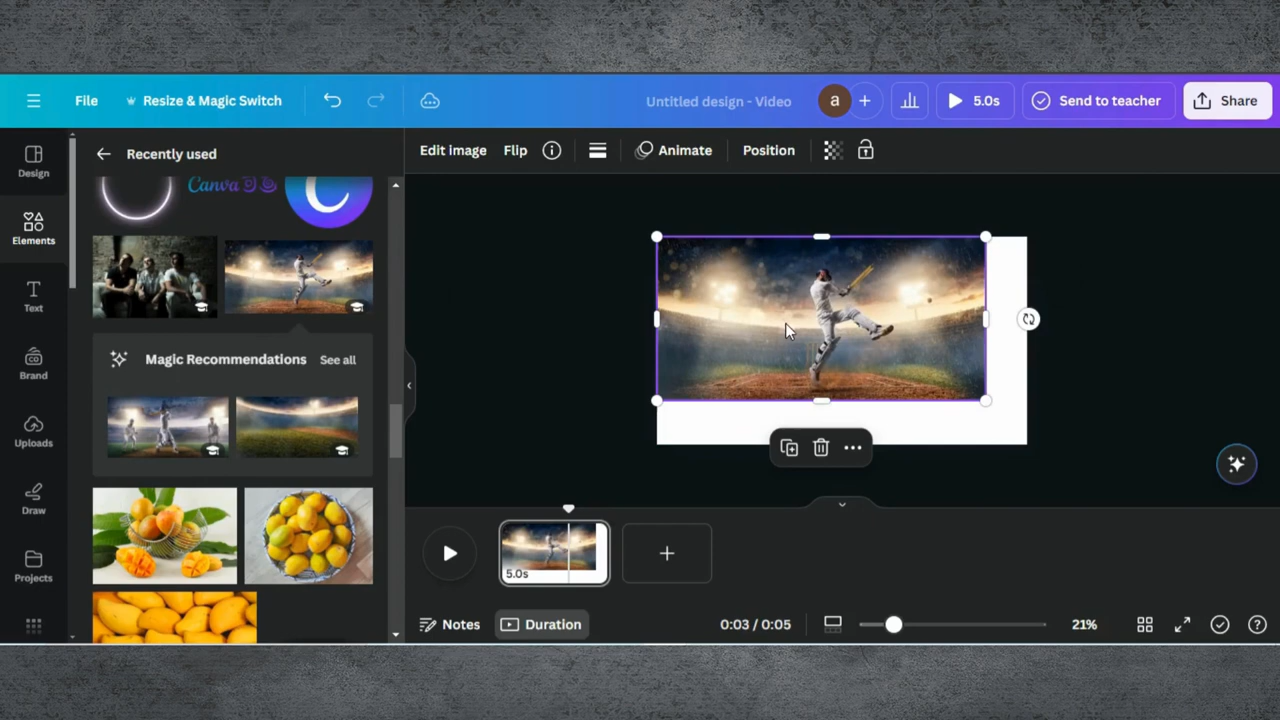 File
Resize & Magic Switch
Untitled design - Video
a
5.0s
Send to teacher
Share
Design
Elements
Text
Brand
Uploads
Draw
Projects
Recently used
Canva
Magic Recommendations
See all
Edit image
Flip
Animate
Position
5.0s
Notes
Duration
0:03 / 0:05
21%